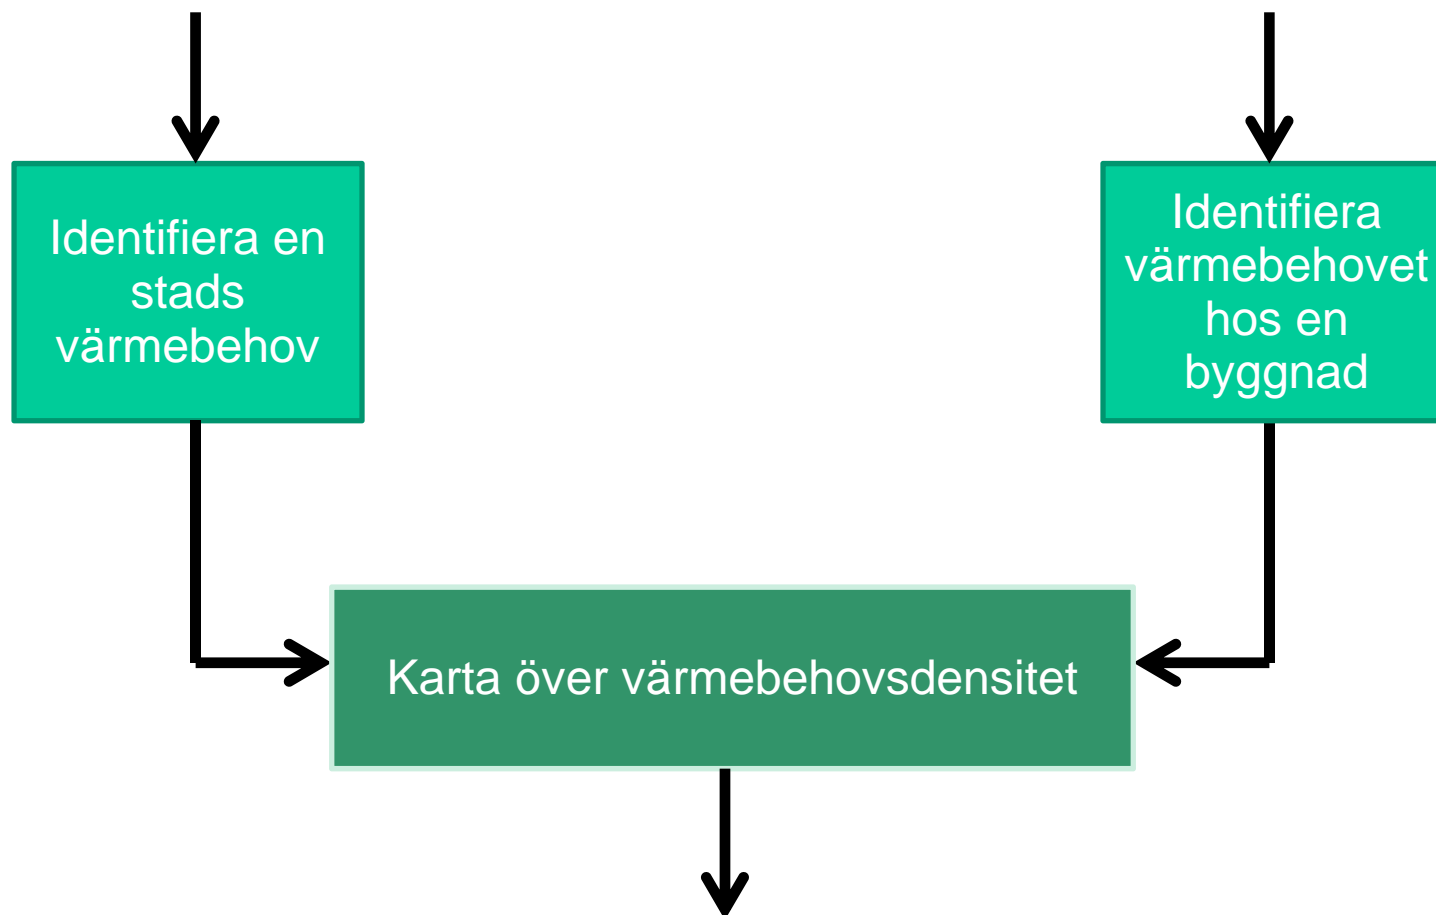 Identifiera en
stads
värmebehov
Identifiera
värmebehovet
hos en
byggnad
Karta över värmebehovsdensitet